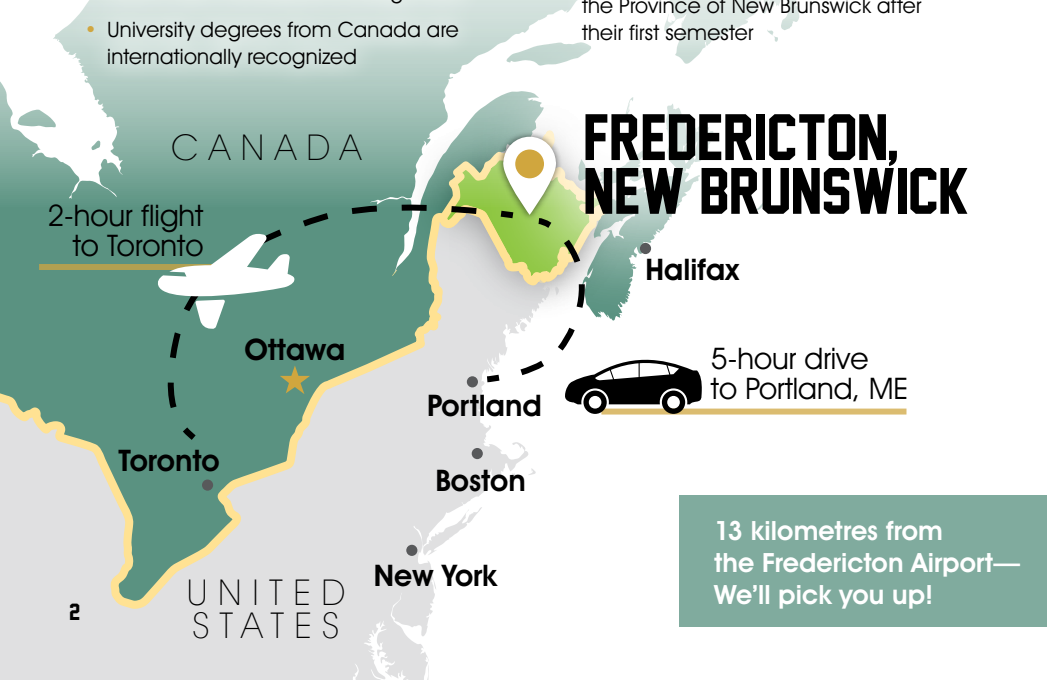 University degrees from Canada are
internationally recognized
the Province of New Brunswick after
their first semester
CANADA
FREDERICTON,
NEW BRUNSWICK
2-hour flight
to Toronto
Halifax
Ottawa
5-hour drive
to Portland, ME
Portland
Toronto
Boston
13 kilometres from
the Fredericton Airport—
We'll pick you up!
New York
UNITED
STATES
2